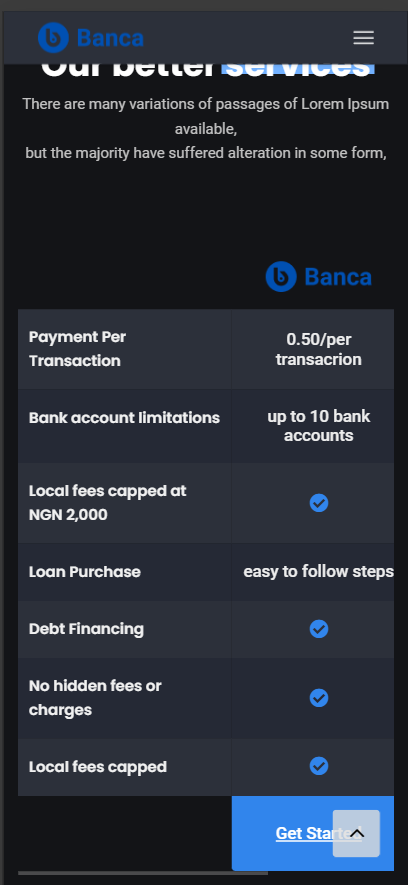 Banca
Our better services
There are many variations of passages of Lorem Ipsum
available,
but the majority have suffered alteration in some form,
Banca
Payment Per
Transaction
0.50/per
transacrion
Bank account limitations
up to 10 bank
accounts
Local fees capped at
NGN 2,000
Loan Purchase
easy to follow steps
Debt Financing
No hidden fees or
charges
Local fees capped
Get Started